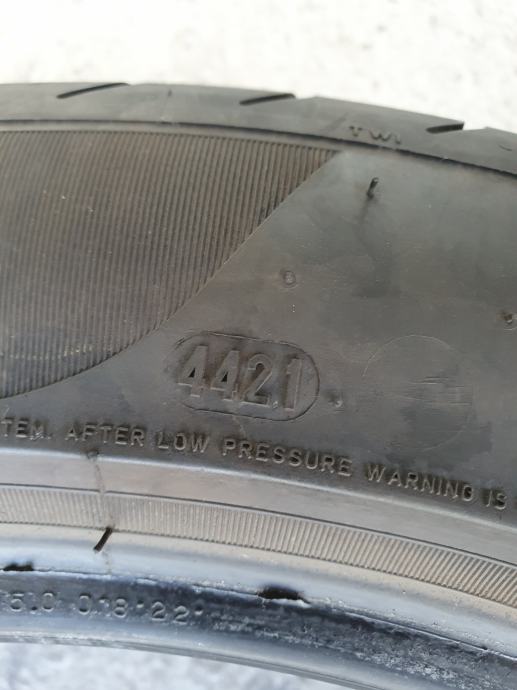 TWI
4421
TEM. AFTER LOW PRESSURE WARNING IS